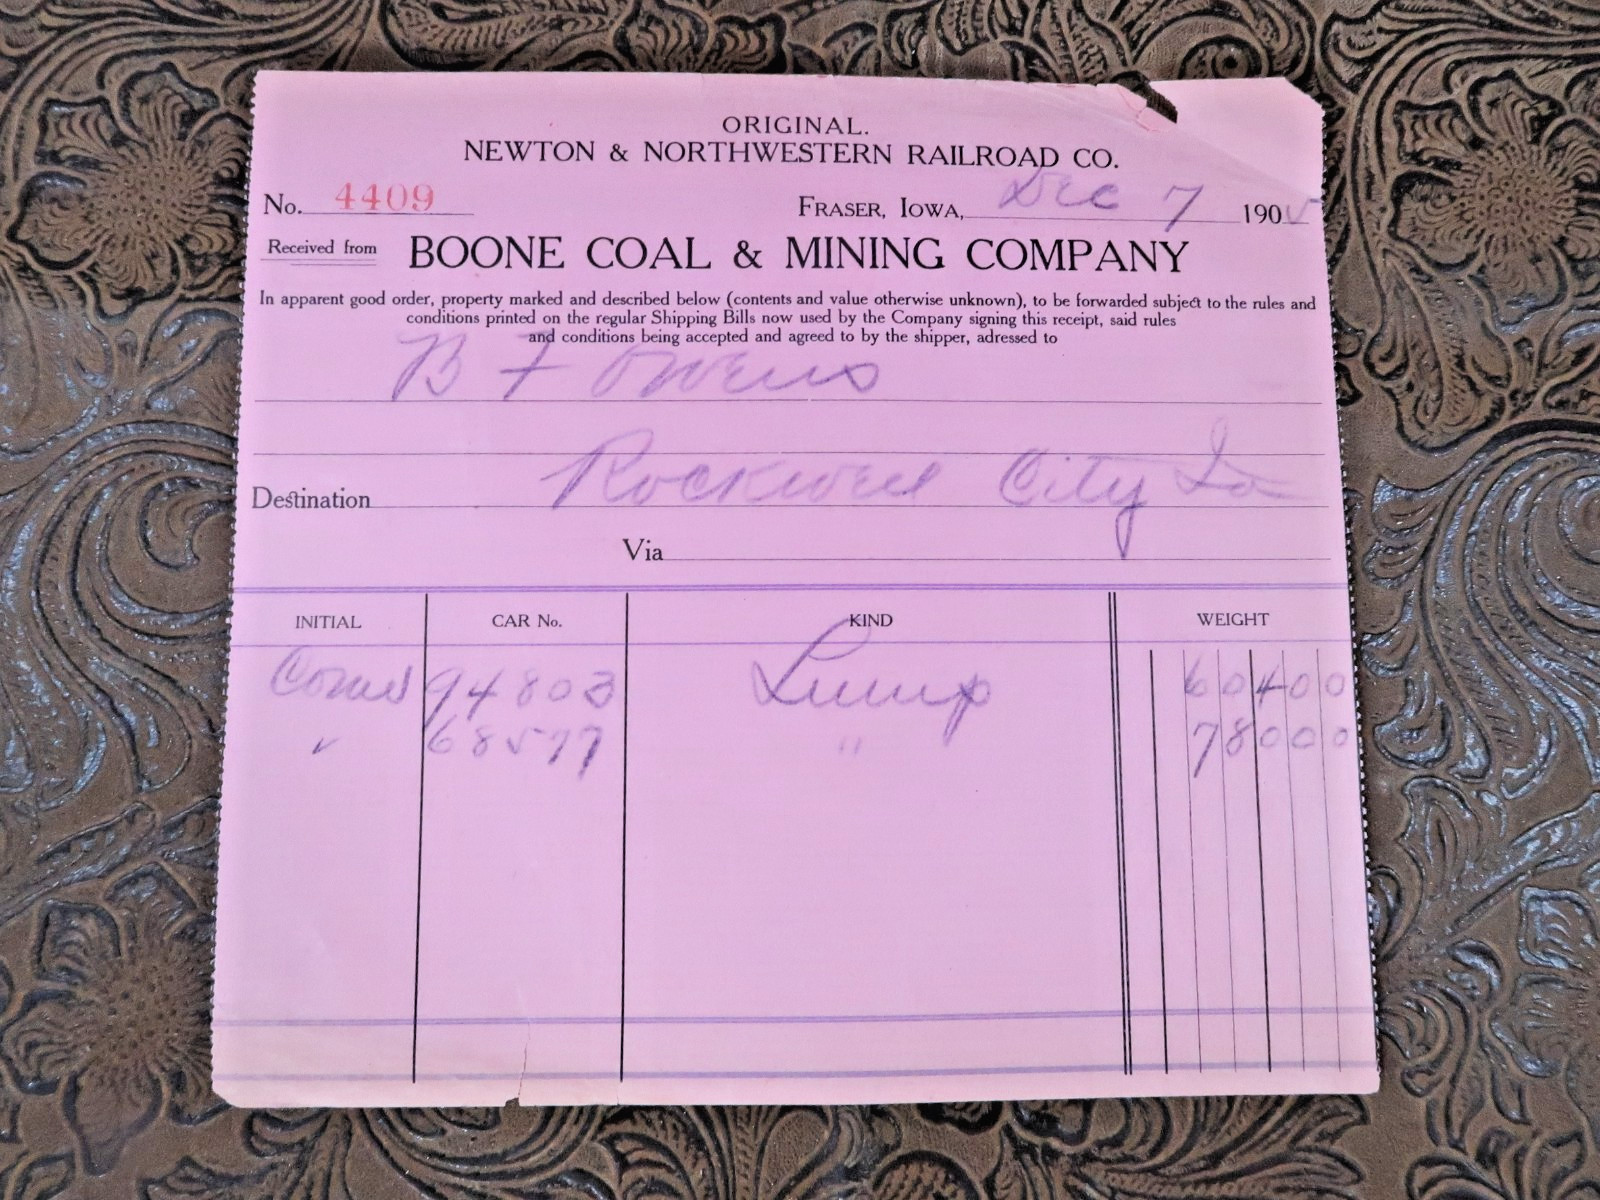 ORIGINAL.
NEWTON & NORTHWESTERN RAILROAD CO.
No. 4409 FRASER, IOWA, Dec 7 1905
Received from BOONE COAL & MINING COMPANY
In apparent good order, property marked and described below (contents and value otherwise unknown), to be forwarded subject to the rules and
conditions printed on the regular Shipping Bills now used by the Company signing this receipt, said rules
and conditions being accepted and agreed to by the shipper, adressed to
B F Owens
Destination Rockwell City Ia
Via
INITIAL CAR No. KIND WEIGHT
94803 Lump 60400
" 68577 " 78000